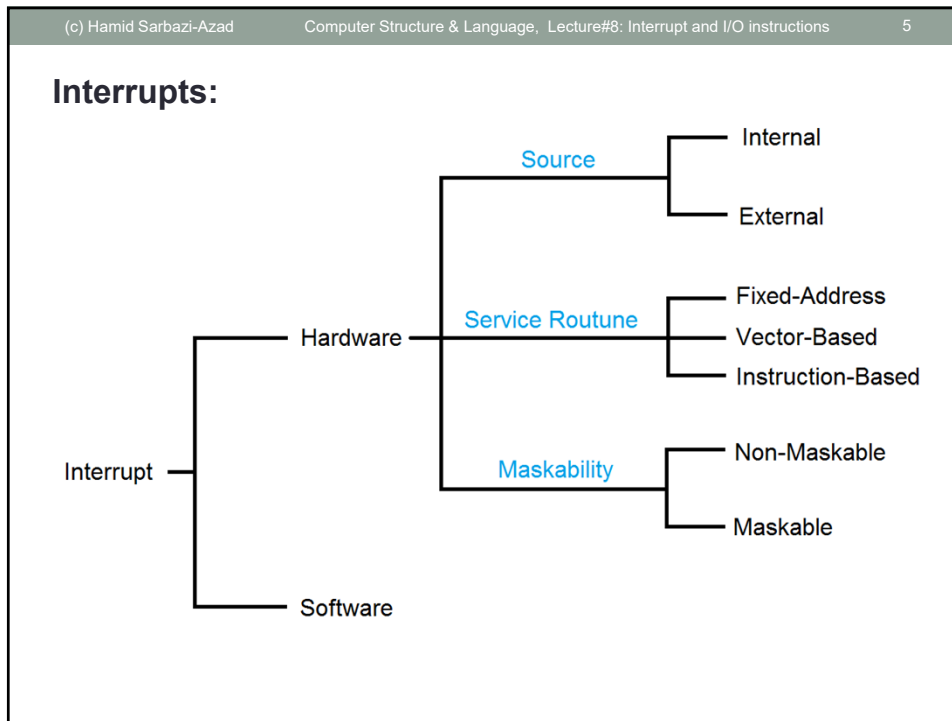 (c) Hamid Sarbazi-Azad Computer Structure & Language, Lecture#8: Interrupt and I/O instructions 5
Interrupts:
Internal
Source
External
Fixed-Address
Service Routune
Hardware
Vector-Based
Instruction-Based
Non-Maskable
Interrupt
Maskability
Maskable
Software